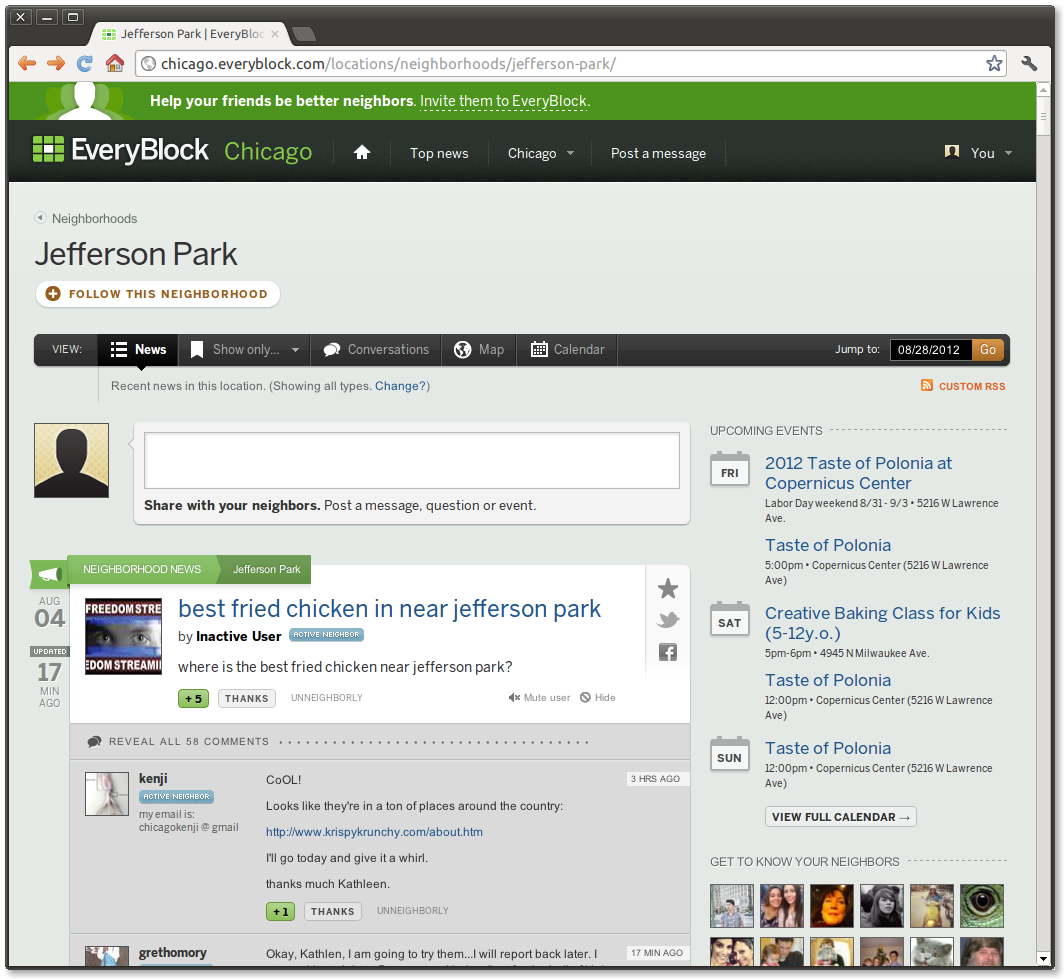 Jefferson Park | EveryBloc
chicago.everyblock.com/locations/neighborhoods/jefferson-park/
Help your friends be better neighbors. Invite them to EveryBlock.
EveryBlock Chicago
Top news
Chicago
Post a message
You
Neighborhoods
Jefferson Park
FOLLOW THIS NEIGHBORHOOD
VIEW:
News
Show only...
Conversations
Map
Calendar
Jump to:
08/28/2012
Go
Recent news in this location. (Showing all types. Change?)
CUSTOM RSS
Share with your neighbors. Post a message, question or event.
NEIGHBORHOOD NEWS
Jefferson Park
AUG
04
UPDATED
17
MIN
AGO
FREEDOM STRE
EDOM STREAMII
best fried chicken in near jefferson park
by Inactive User ACTIVE NEIGHBOR
where is the best fried chicken near jefferson park?
+ 5
THANKS
UNNEIGHBORLY
Mute user
Hide
REVEAL ALL 58 COMMENTS
kenji
ACTIVE NEIGHBOR
my email is:
chicagokenji @ gmail
3 HRS AGO
CoOL!
Looks like they're in a ton of places around the country:
http://www.krispykrunchy.com/about.htm
I'll go today and give it a whirl.
thanks much Kathleen.
+ 1
THANKS
UNNEIGHBORLY
grethomory
Okay, Kathlen, I am going to try them...I will report back later. I
17 MIN AGO
UPCOMING EVENTS
FRI
2012 Taste of Polonia at
Copernicus Center
Labor Day weekend 8/31 - 9/3 • 5216 W Lawrence
Ave.
Taste of Polonia
5:00pm • Copernicus Center (5216 W Lawrence
Ave)
SAT
Creative Baking Class for Kids
(5-12y.o.)
5pm-6pm • 4945 N Milwaukee Ave.
Taste of Polonia
12:00pm • Copernicus Center (5216 W Lawrence
Ave)
SUN
Taste of Polonia
12:00pm • Copernicus Center (5216 W Lawrence
Ave)
VIEW FULL CALENDAR →
GET TO KNOW YOUR NEIGHBORS